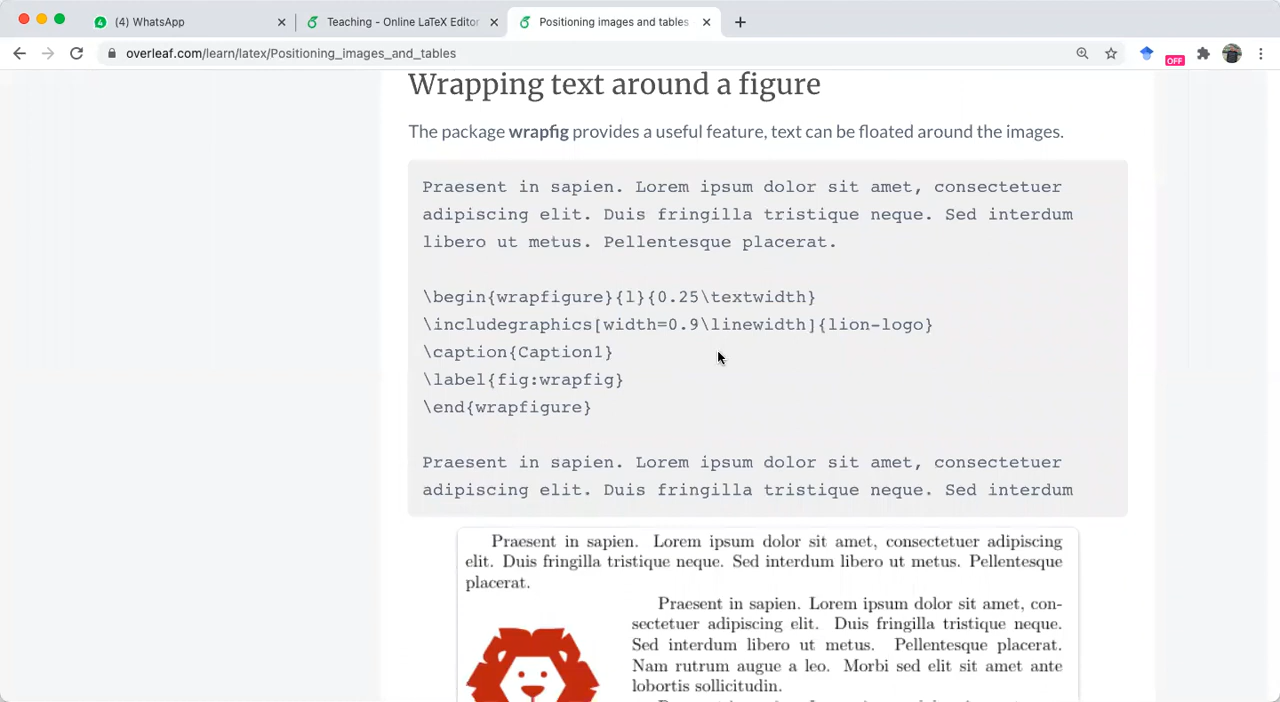 (4) WhatsApp
Teaching - Online LaTeX Editor
Positioning images and tables
overleaf.com/learn/latex/Positioning_images_and_tables
OFF
Wrapping text around a figure
The package wrapfig provides a useful feature, text can be floated around the images.
Praesent in sapien. Lorem ipsum dolor sit amet, consectetuer
adipiscing elit. Duis fringilla tristique neque. Sed interdum
libero ut metus. Pellentesque placerat.
\begin{wrapfigure}{l}{0.25\textwidth}
\includegraphics[width=0.9\linewidth]{lion-logo}
\caption{Caption1}
\label{fig:wrapfig}
\end{wrapfigure}
Praesent in sapien. Lorem ipsum dolor sit amet, consectetuer
adipiscing elit. Duis fringilla tristique neque. Sed interdum
Praesent in sapien. Lorem ipsum dolor sit amet, consectetuer adipiscing
elit. Duis fringilla tristique neque. Sed interdum libero ut metus. Pellentesque
placerat.
Praesent in sapien. Lorem ipsum dolor sit amet, con-
sectetuer adipiscing elit. Duis fringilla tristique neque.
Sed interdum libero ut metus. Pellentesque placerat.
Nam rutrum augue a leo. Morbi sed elit sit amet ante
lobortis sollicitudin.